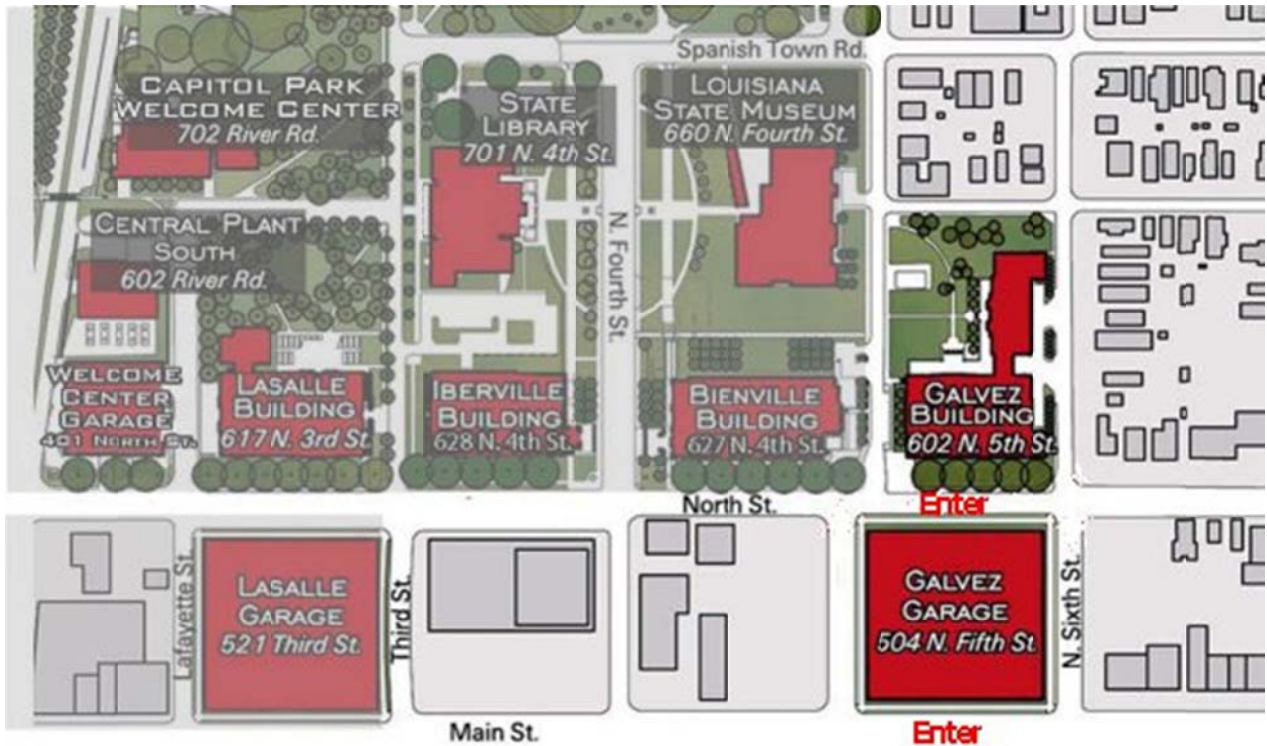 Spanish Town Rd.
CAPITOL PARK
WELCOME CENTER
702 River Rd.
STATE
LIBRARY
701 N. 4th St.
LOUISIANA
STATE MUSEUM
660 N. Fourth St.
CENTRAL PLANT
SOUTH
602 River Rd.
N. Fourth St.
WELCOME
CENTER
GARAGE
401 NORTH ST.
LASALLE
BUILDING
617 N. 3rd St.
IBERVILLE
BUILDING
628 N. 4th St.
BIENVILLE
BUILDING
627 N. 4th St.
GALVEZ
BUILDING
602 N. 5th St.
North St.
Enter
Lafayette St.
LASALLE
GARAGE
521 Third St.
Third St.
GALVEZ
GARAGE
504 N. Fifth St.
N. Sixth St.
Main St.
Enter